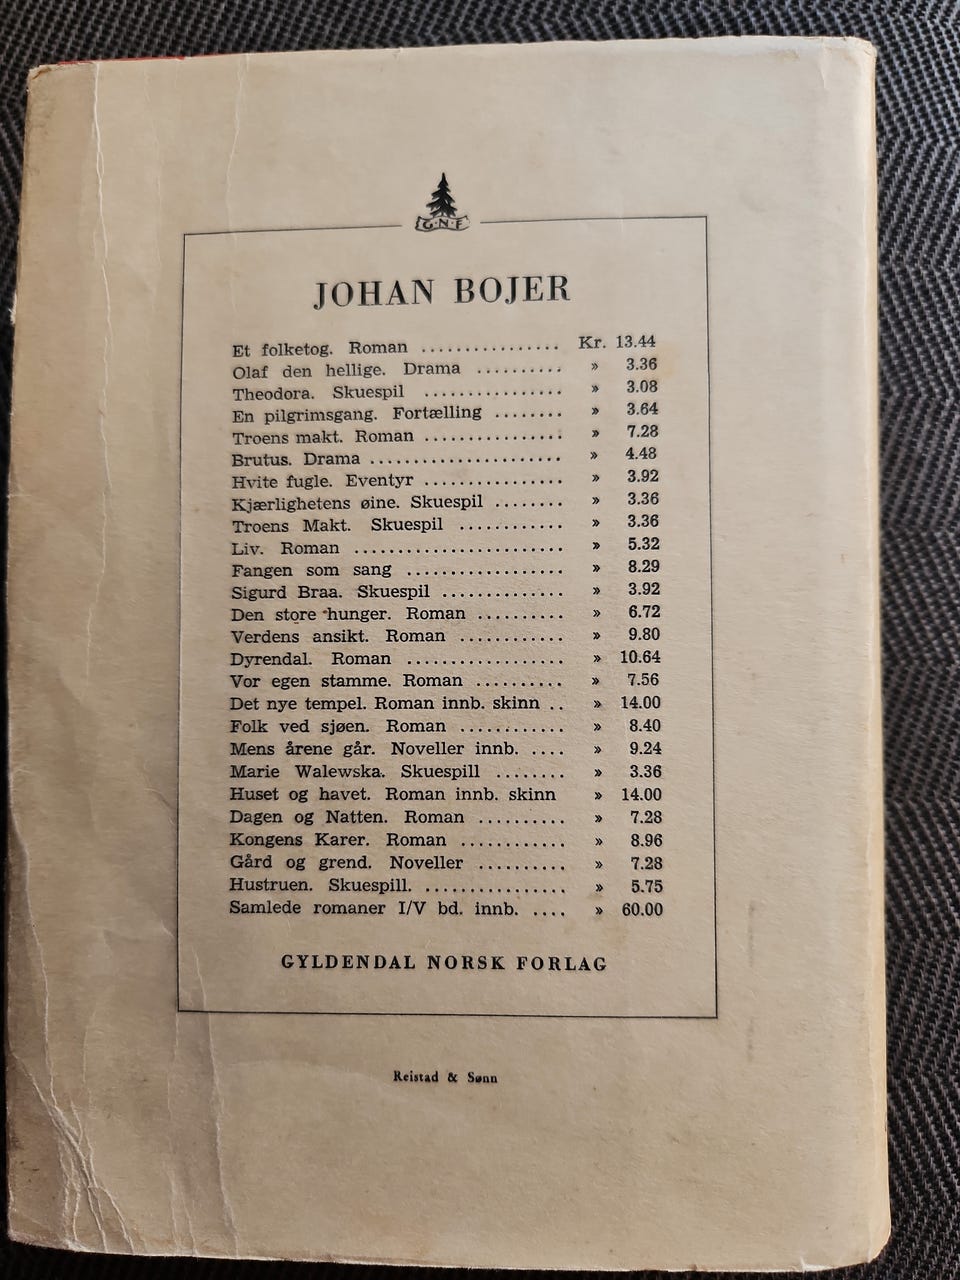 G·N·F
JOHAN BOJER
Et folketog. Roman ................ Kr. 13.44
Olaf den hellige. Drama .......... » 3.36
Theodora. Skuespil ................ » 3.08
En pilgrimsgang. Fortælling ........ » 3.64
Troens makt. Roman ................ » 7.28
Brutus. Drama ...................... » 4.48
Hvite fugle. Eventyr ................ » 3.92
Kjærlighetens øine. Skuespil ........ » 3.36
Troens Makt. Skuespil ............ » 3.36
Liv. Roman ........................ » 5.32
Fangen som sang .................. » 8.29
Sigurd Braa. Skuespil .............. » 3.92
Den store hunger. Roman .......... » 6.72
Verdens ansikt. Roman ............ » 9.80
Dyrendal. Roman .................. » 10.64
Vor egen stamme. Roman .......... » 7.56
Det nye tempel. Roman innb. skinn .. » 14.00
Folk ved sjøen. Roman ............ » 8.40
Mens årene går. Noveller innb. .... » 9.24
Marie Walewska. Skuespill ........ » 3.36
Huset og havet. Roman innb. skinn » 14.00
Dagen og Natten. Roman .......... » 7.28
Kongens Karer. Roman ............ » 8.96
Gård og grend. Noveller .......... » 7.28
Hustruen. Skuespill. ................ » 5.75
Samlede romaner I/V bd. innb. .... » 60.00
GYLDENDAL NORSK FORLAG
Reistad & Sønn